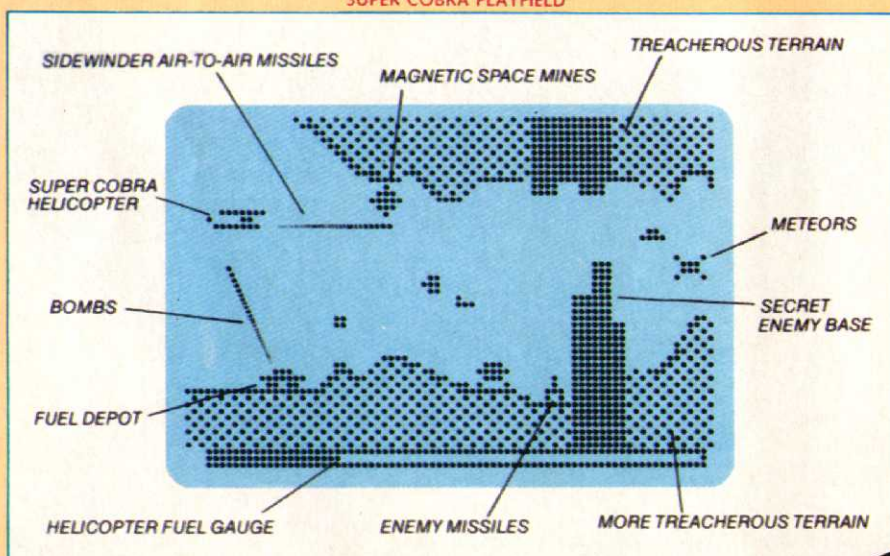 SUPER COBRA PLAYFIELD
SIDEWINDER AIR-TO-AIR MISSILES
TREACHEROUS TERRAIN
MAGNETIC SPACE MINES
SUPER COBRA
HELICOPTER
METEORS
BOMBS
SECRET
ENEMY BASE
FUEL DEPOT
HELICOPTER FUEL GAUGE
ENEMY MISSILES
MORE TREACHEROUS TERRAIN